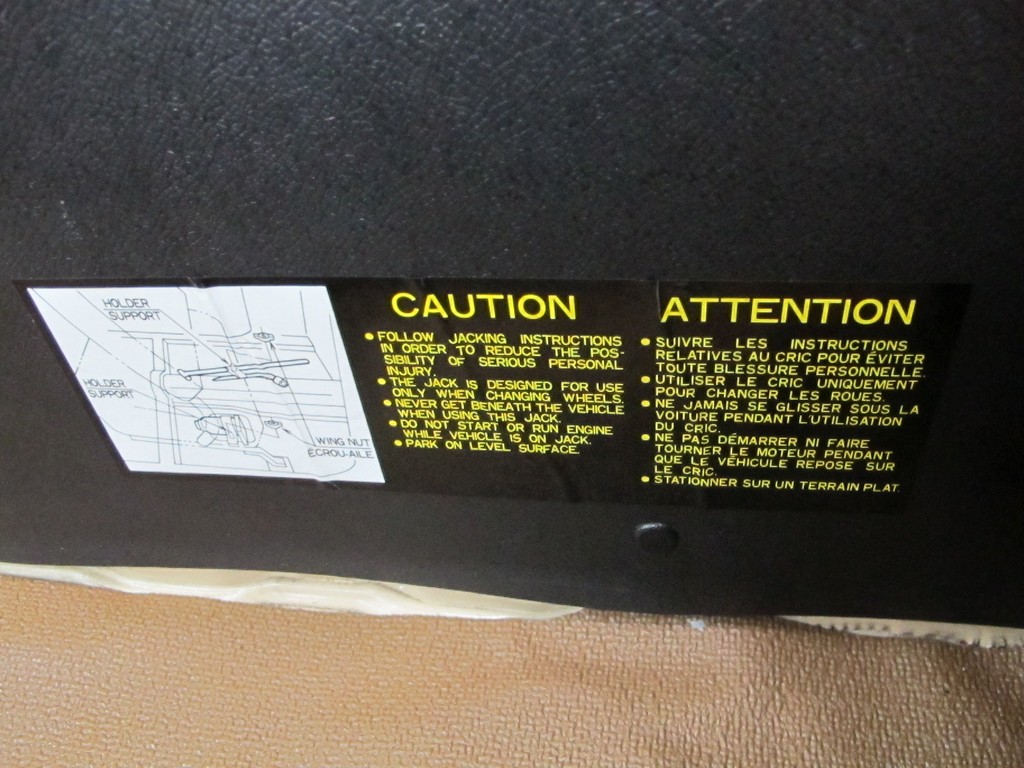 HOLDER
SUPPORT
HOLDER
SUPPORT
WING NUT
ECROU-AILE
CAUTION
• FOLLOW JACKING INSTRUCTIONS
IN ORDER TO REDUCE THE POS-
SIBILITY OF SERIOUS PERSONAL
INJURY.
• THE JACK IS DESIGNED FOR USE
ONLY WHEN CHANGING WHEELS.
• NEVER GET BENEATH THE VEHICLE
WHEN USING THIS JACK.
• DO NOT START OR RUN ENGINE
WHILE VEHICLE IS ON JACK.
• PARK ON LEVEL SURFACE.
ATTENTION
• SUIVRE LES INSTRUCTIONS
RELATIVES AU CRIC POUR ÉVITER
TOUTE BLESSURE PERSONNELLE.
• UTILISER LE CRIC UNIQUEMENT
POUR CHANGER LES ROUES.
• NE JAMAIS SE GLISSER SOUS LA
VOITURE PENDANT L'UTILISATION
DU CRIC.
• NE PAS DÉMARRER NI FAIRE
TOURNER LE MOTEUR PENDANT
QUE LE VÉHICULE REPOSE SUR
LE CRIC.
• STATIONNER SUR UN TERRAIN PLAT.